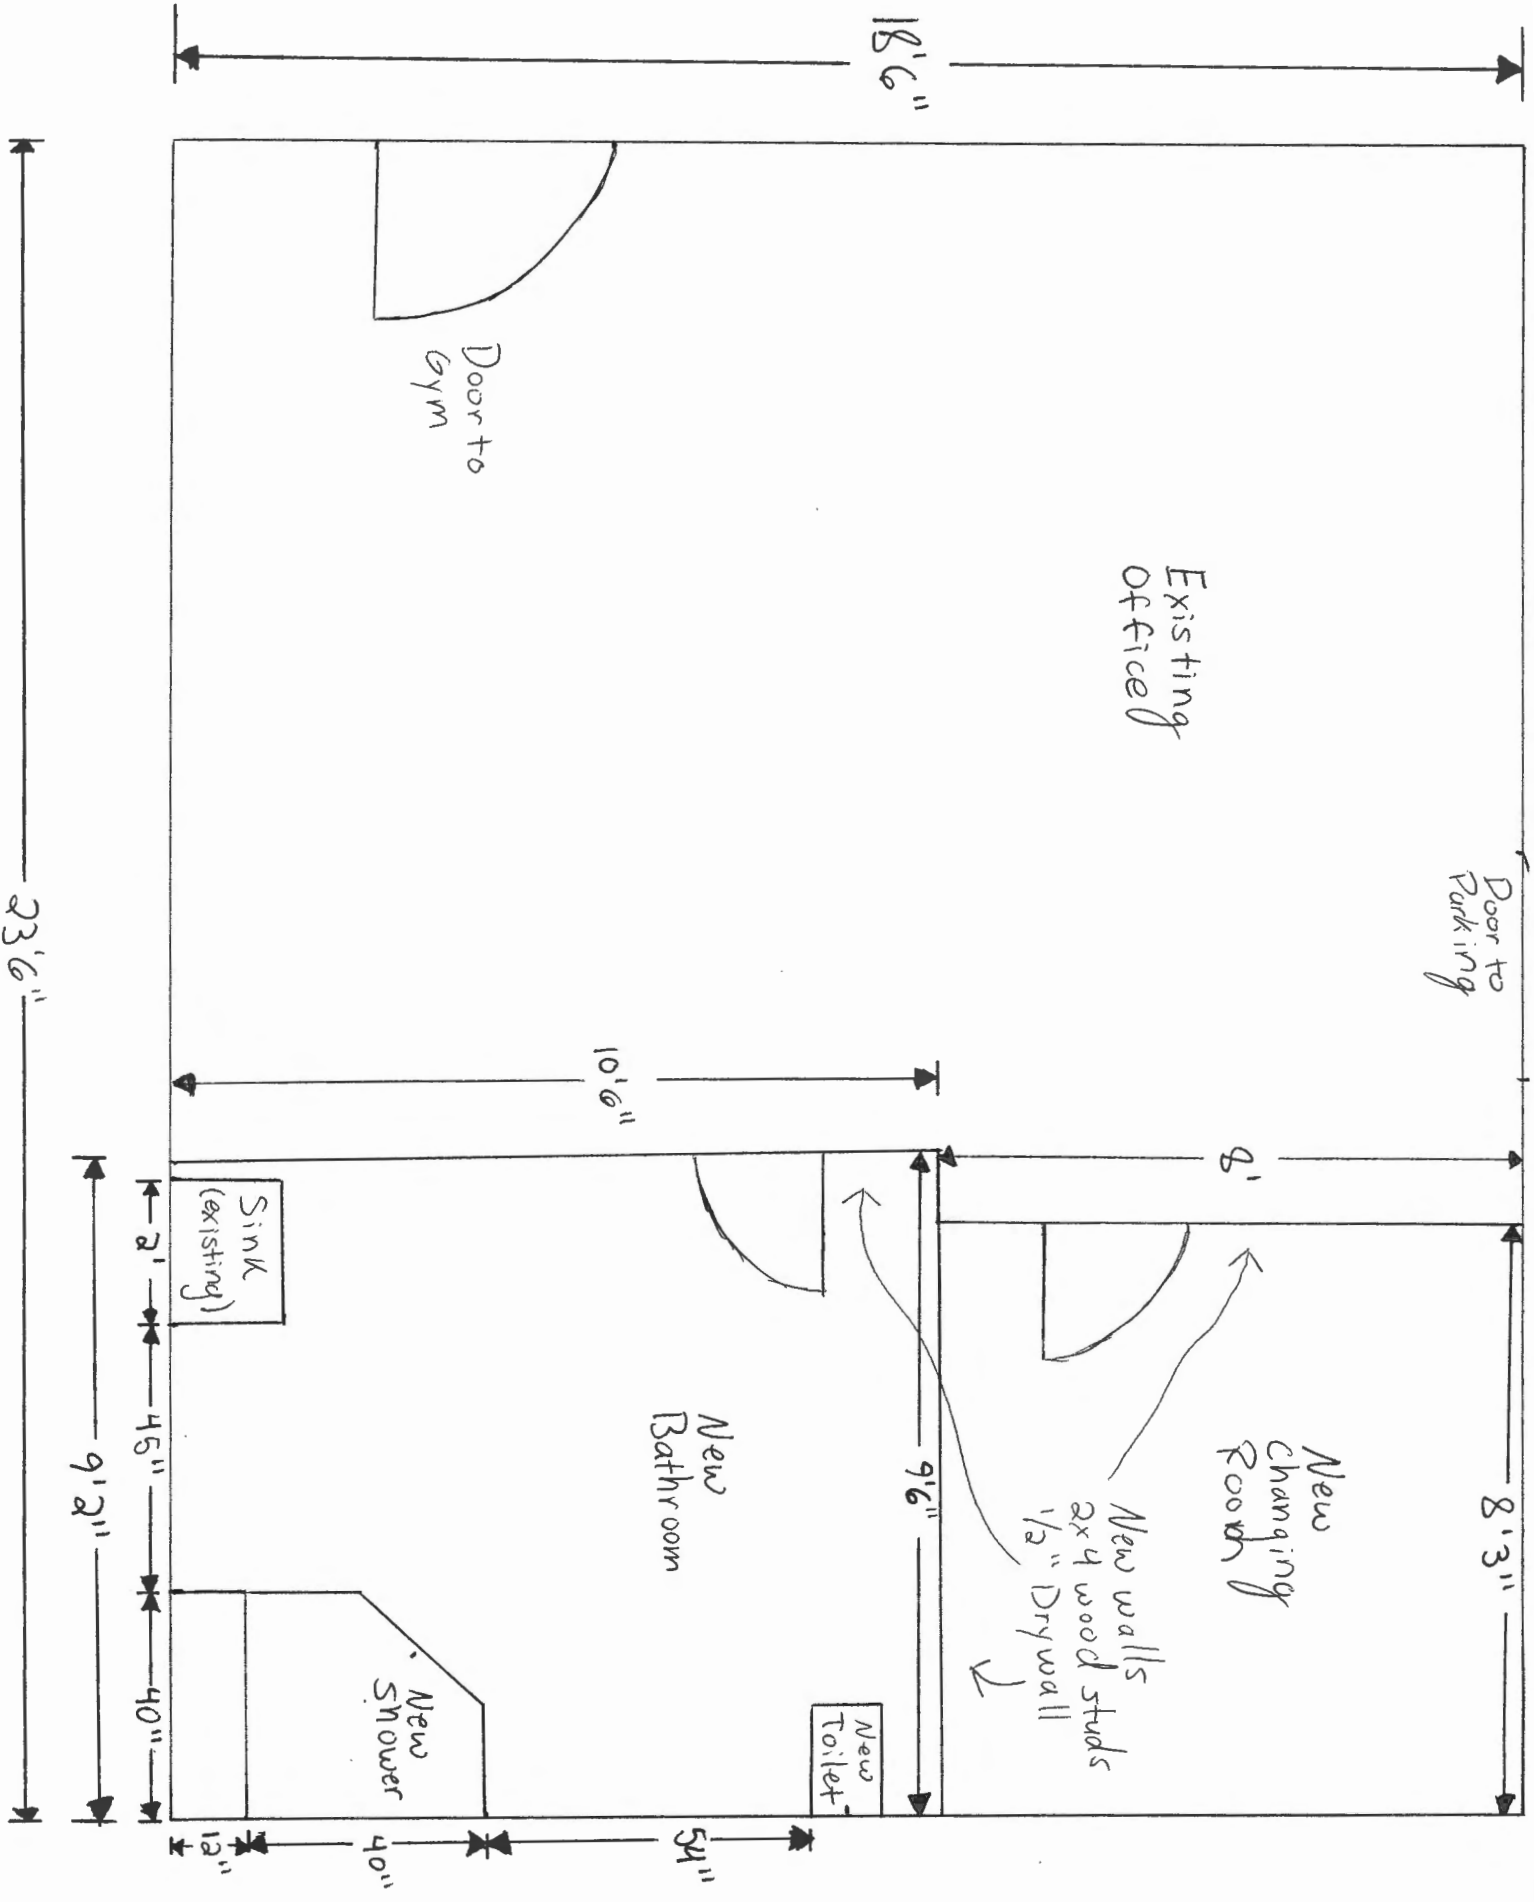 Door to
Parking
8'3"
New
Changing
Room
8'
Existing
Office
New walls
2x4 wood studs
1/2" Drywall
9'6"
18'6"
New
Toilet
New
Bathroom
54"
10'6"
Door to
Gym
New
Shower
40"
Sink
(existing)
12"
2'
45"
40"
9'2"
23'6"